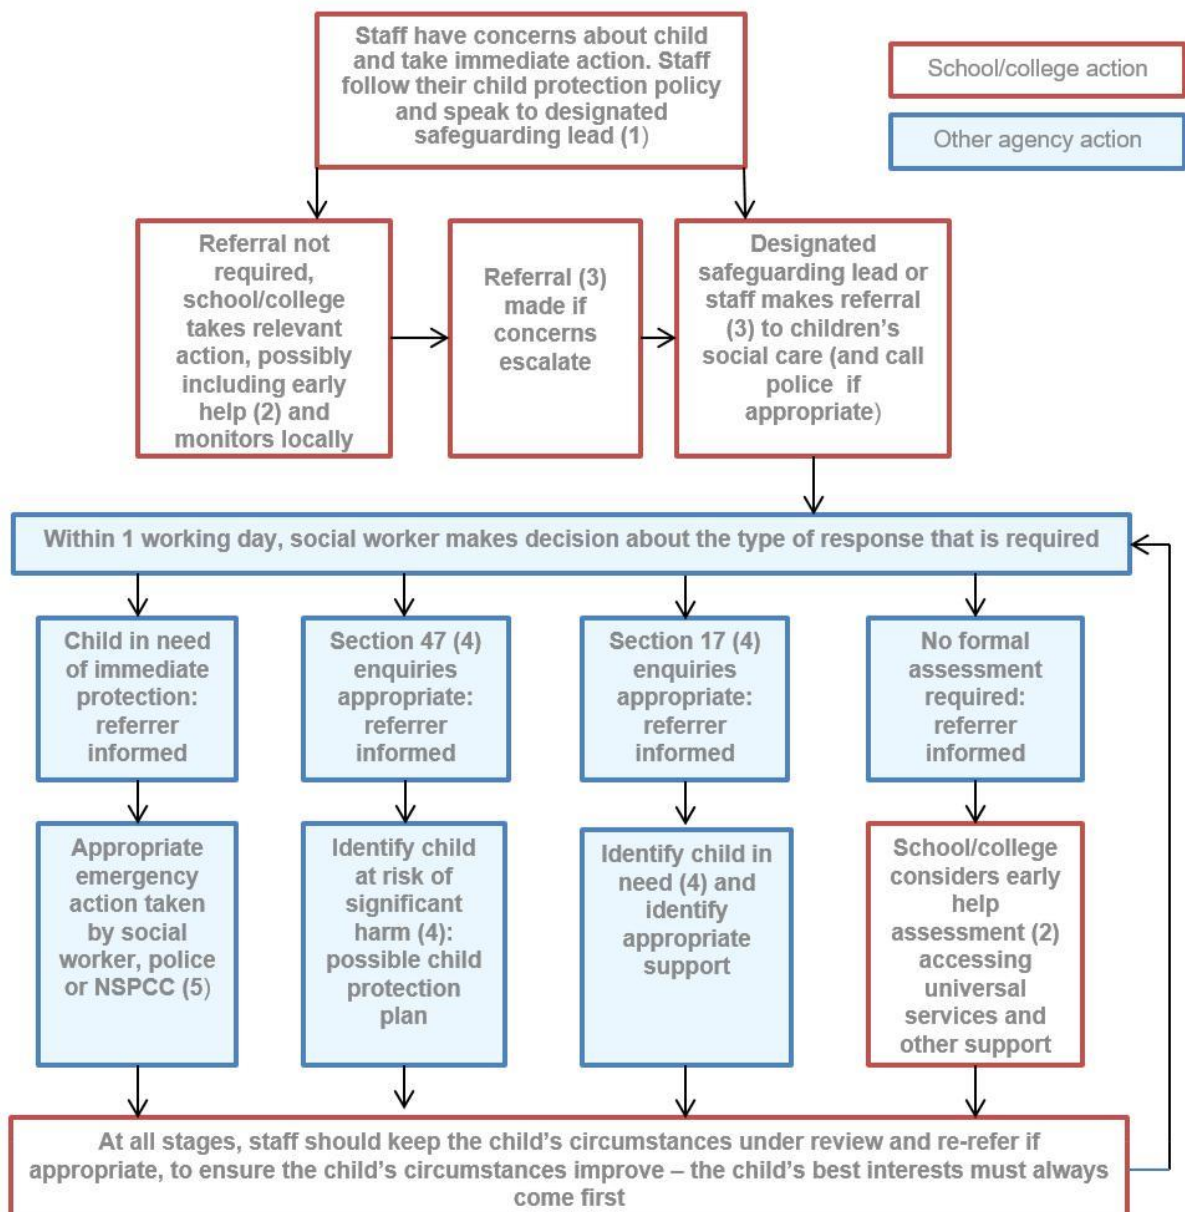 Staff have concerns about child
and take immediate action. Staff
follow their child protection policy
and speak to designated
safeguarding lead (1)
School/college action
Other agency action
Referral not
required,
school/college
takes relevant
action, possibly
including early
help (2) and
monitors locally
Referral (3)
made if
concerns
escalate
Designated
safeguarding lead or
staff makes referral
(3) to children’s
social care (and call
police if
appropriate)
Within 1 working day, social worker makes decision about the type of response that is required
Child in need
of immediate
protection:
referrer
informed
Section 47 (4)
enquiries
appropriate:
referrer
informed
Section 17 (4)
enquiries
appropriate:
referrer
informed
No formal
assessment
required:
referrer
informed
Appropriate
emergency
action taken
by social
worker, police
or NSPCC (5)
Identify child
at risk of
significant
harm (4):
possible child
protection
plan
Identify child in
need (4) and
identify
appropriate
support
School/college
considers early
help
assessment (2)
accessing
universal
services and
other support
At all stages, staff should keep the child’s circumstances under review and re-refer if
appropriate, to ensure the child’s circumstances improve – the child’s best interests must always
come first